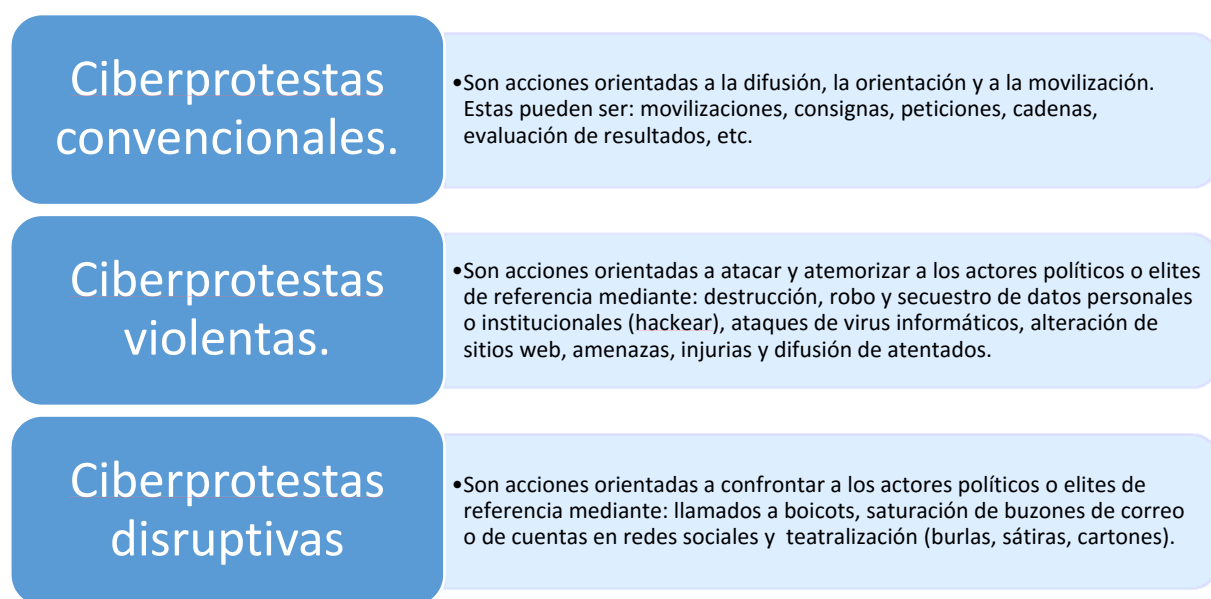 Ciberprotestas
convencionales.
•Son acciones orientadas a la difusión, la orientación y a la movilización.
Estas pueden ser: movilizaciones, consignas, peticiones, cadenas,
evaluación de resultados, etc.
Ciberprotestas
violentas.
•Son acciones orientadas a atacar y atemorizar a los actores políticos o elites
de referencia mediante: destrucción, robo y secuestro de datos personales
o institucionales (hackear), ataques de virus informáticos, alteración de
sitios web, amenazas, injurias y difusión de atentados.
Ciberprotestas
disruptivas
•Son acciones orientadas a confrontar a los actores políticos o elites de
referencia mediante: llamados a boicots, saturación de buzones de correo
o de cuentas en redes sociales y  teatralización (burlas, sátiras, cartones).